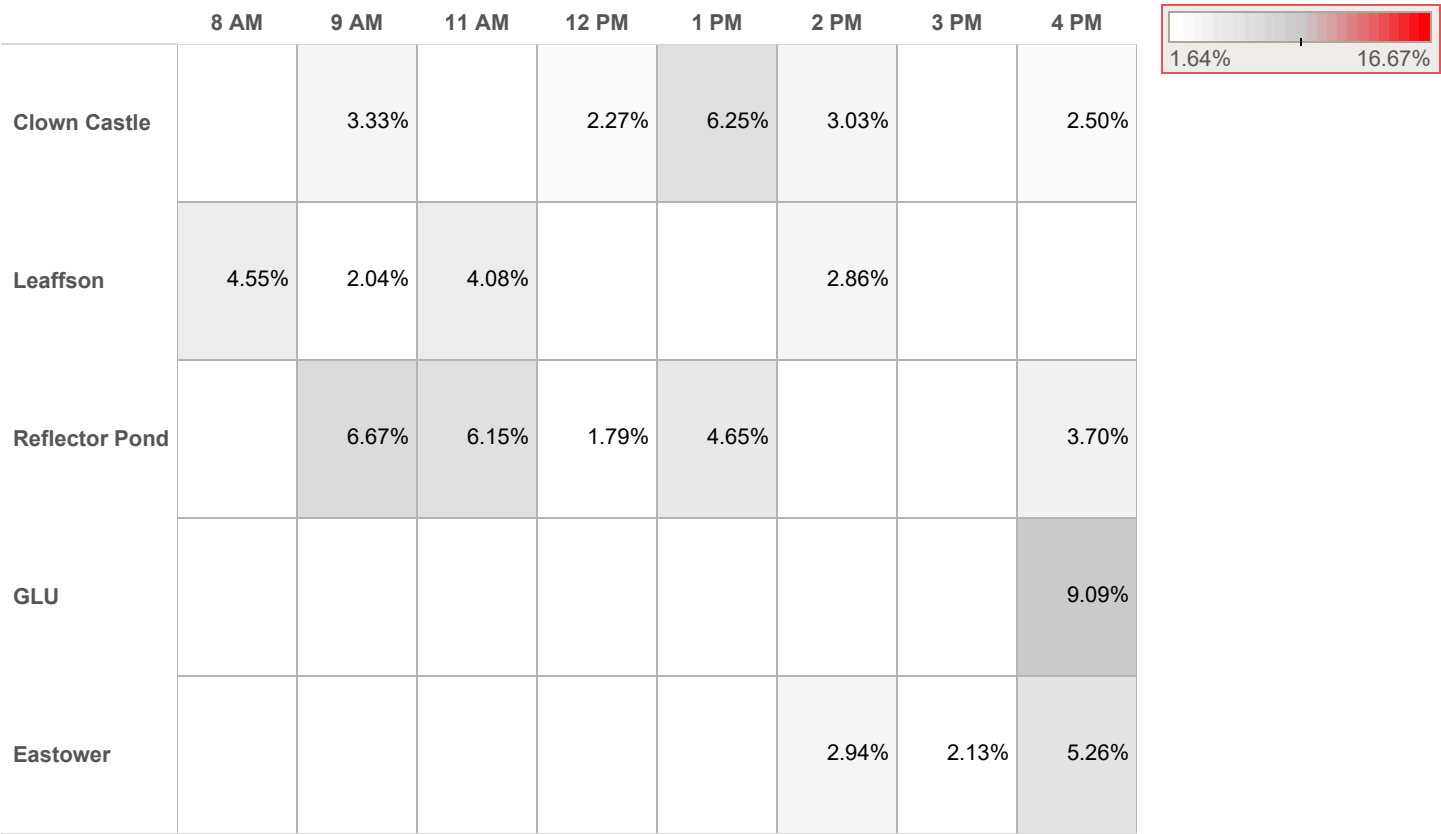 8 AM 9 AM 11 AM 12 PM 1 PM 2 PM 3 PM 4 PM
1.64% 16.67%
Clown Castle 3.33% 2.27% 6.25% 3.03% 2.50%
Leaffson 4.55% 2.04% 4.08% 2.86%
Reflector Pond 6.67% 6.15% 1.79% 4.65% 3.70%
GLU 9.09%
Eastower 2.94% 2.13% 5.26%